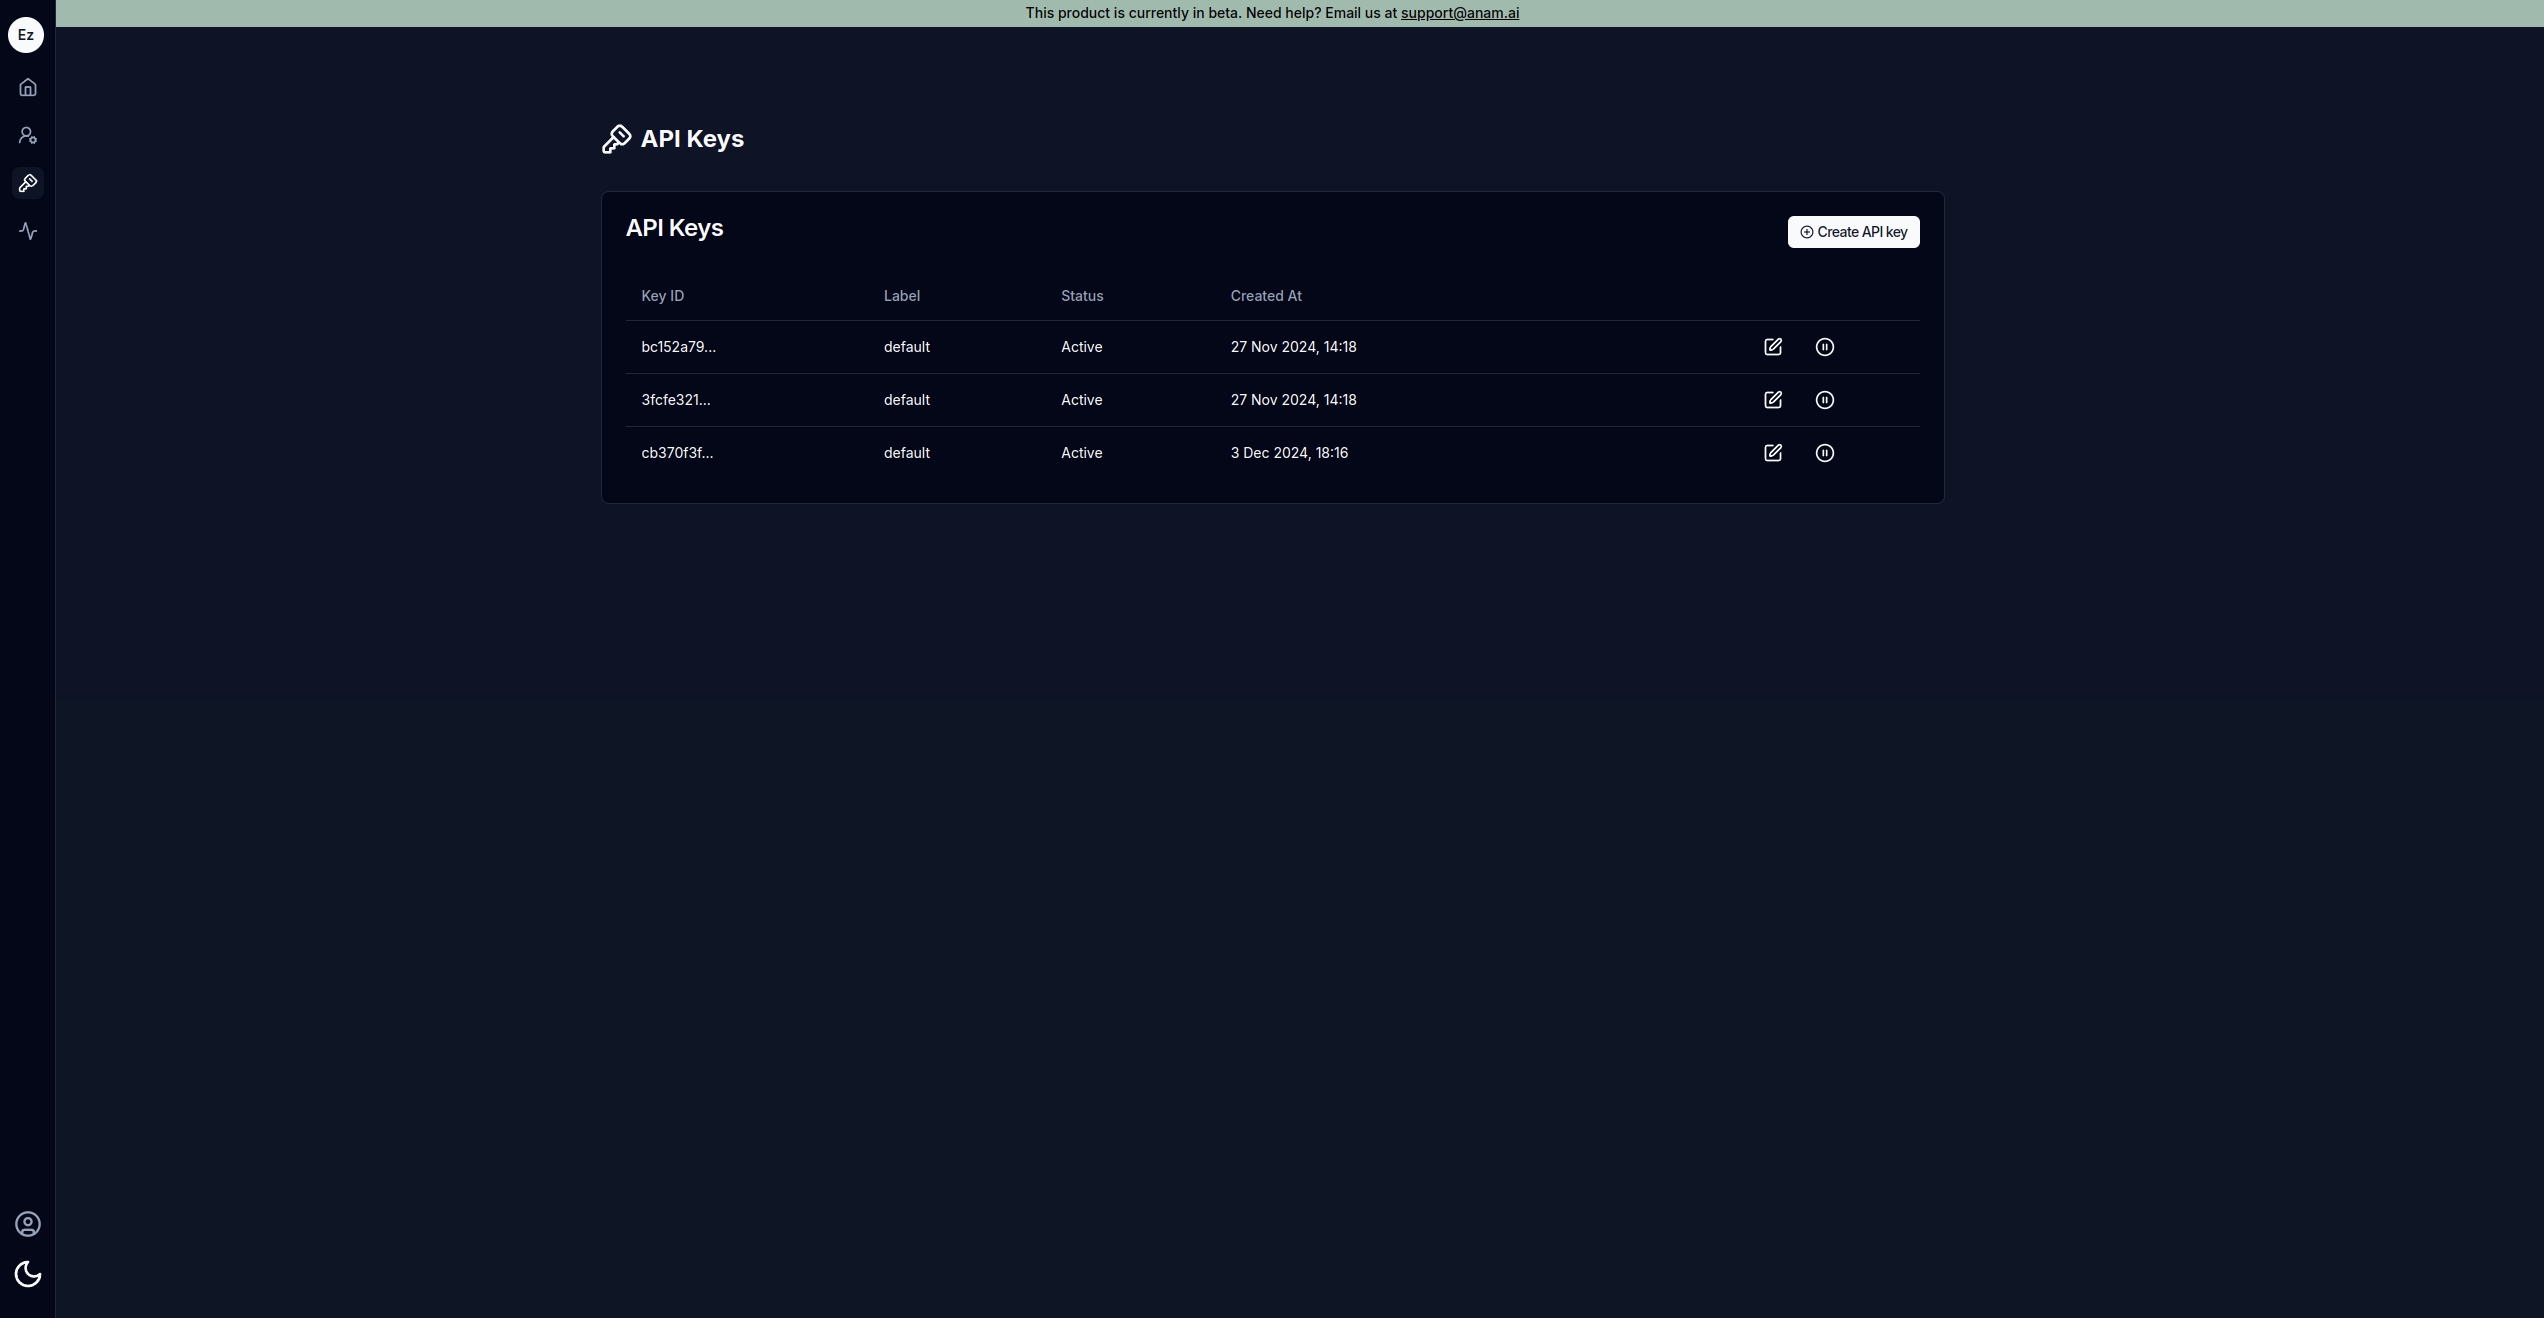 This product is currently in beta. Need help? Email us at support@anam.ai
Ez
API Keys
API Keys
Create API key
Key ID Label Status Created At
bc152a79... default Active 27 Nov 2024, 14:18
3fcfe321... default Active 27 Nov 2024, 14:18
cb370f3f... default Active 3 Dec 2024, 18:16